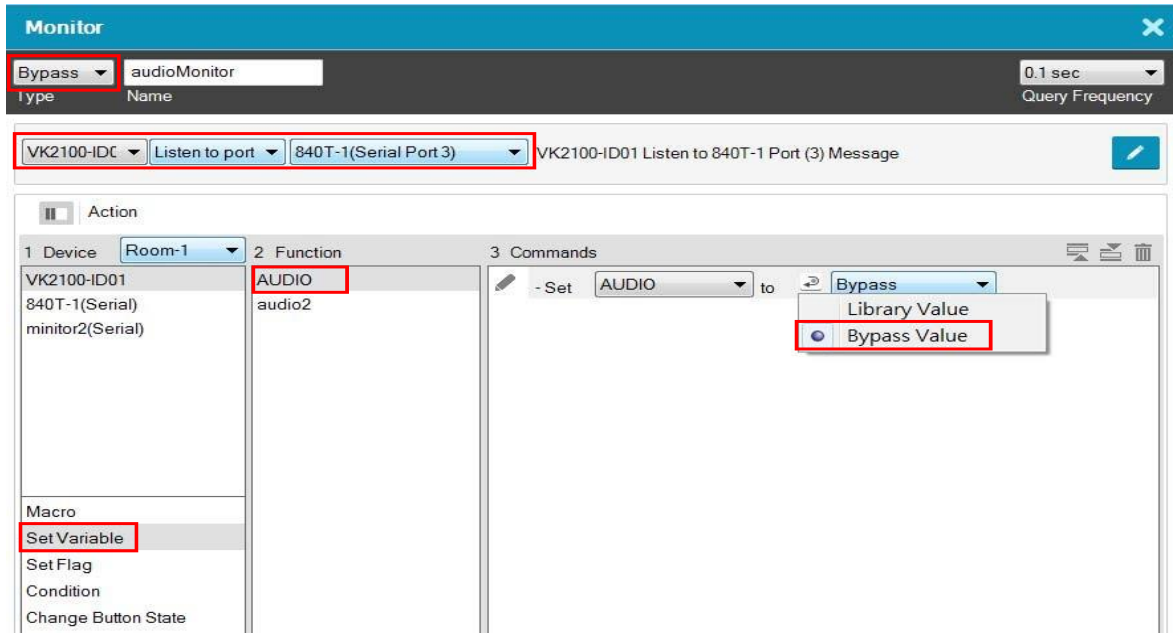 Monitor
Bypass audioMonitor 0.1 sec
Type Name Query Frequency
VK2100-ID Listen to port 840T-1(Serial Port 3) VK2100-ID01 Listen to 840T-1 Port (3) Message
Action
1 Device Room-1 2 Function 3 Commands
VK2100-ID01 AUDIO - Set AUDIO to Bypass
840T-1(Serial) audio2 Library Value
minitor2(Serial) Bypass Value
Macro
Set Variable
Set Flag
Condition
Change Button State